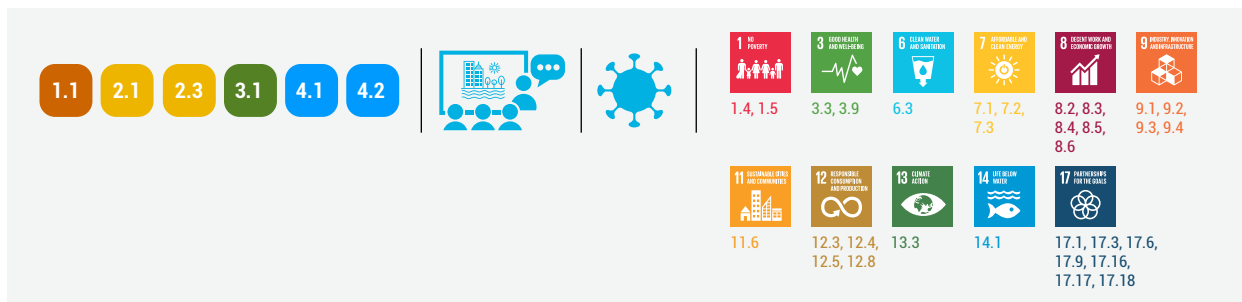 1.1 2.1 2.3 3.1 4.1 4.2
1 NO
POVERTY
1.4, 1.5
3 GOOD HEALTH
AND WELL-BEING
3.3, 3.9
6 CLEAN WATER
AND SANITATION
6.3
7 AFFORDABLE AND
CLEAN ENERGY
7.1, 7.2,
7.3
8 DECENT WORK AND
ECONOMIC GROWTH
8.2, 8.3,
8.4, 8.5,
8.6
9 INDUSTRY, INNOVATION
AND INFRASTRUCTURE
9.1, 9.2,
9.3, 9.4
11 SUSTAINABLE CITIES
AND COMMUNITIES
11.6
12 RESPONSIBLE
CONSUMPTION
AND PRODUCTION
12.3, 12.4,
12.5, 12.8
13 CLIMATE
ACTION
13.3
14 LIFE BELOW
WATER
14.1
17 PARTNERSHIPS
FOR THE GOALS
17.1, 17.3, 17.6,
17.9, 17.16,
17.17, 17.18